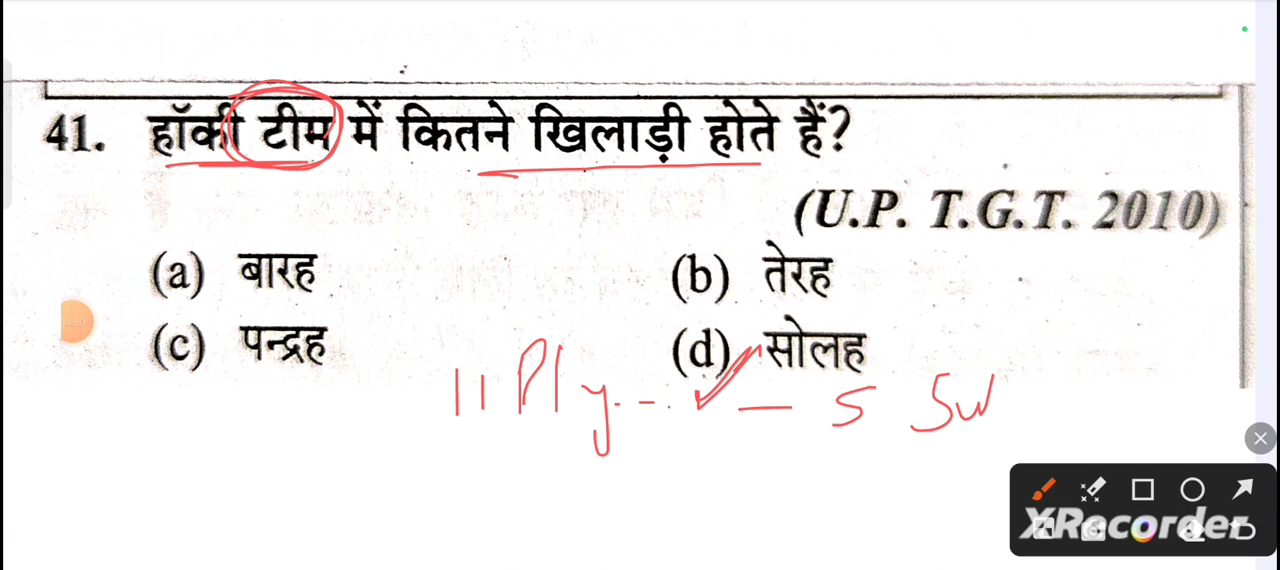 41. हॉकी टीम में कितने खिलाड़ी होते हैं?
(U.P. T.G.T. 2010)
(a) बारह (b) तेरह
(c) पन्द्रह (d) सोलह
11 Ply --- — 5 Sw
XRecorder